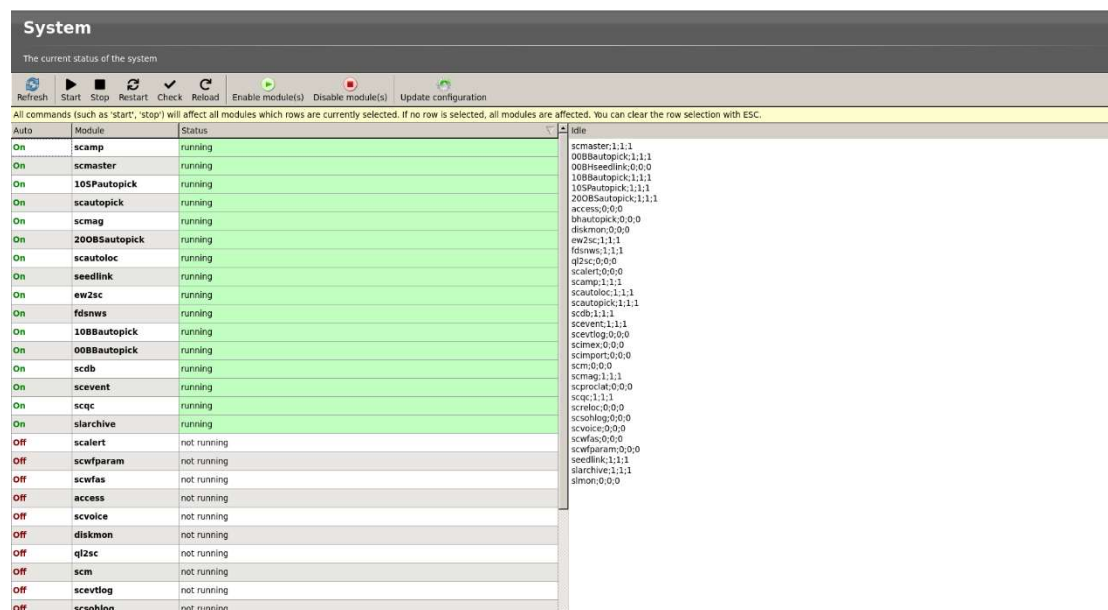 System
The current status of the system
Refresh Start Stop Restart Check Reload Enable module(s) Disable module(s) Update configuration
All commands (such as 'start', 'stop') will affect all modules which rows are currently selected. If no row is selected, all modules are affected. You can clear the row selection with ESC.
Auto Module Status
On scamp running
On scmaster running
On 10SPautopick running
On scautopick running
On scmag running
On 20OBSautopick running
On scautoloc running
On seedlink running
On ew2sc running
On fdsnws running
On 10BBautopick running
On 00BBautopick running
On scdb running
On scevent running
On scqc running
On slarchive running
Off scalert not running
Off scwfparam not running
Off scwfas not running
Off access not running
Off scvoice not running
Off diskmon not running
Off ql2sc not running
Off scm not running
Off scevtlog not running
Off scsohlog not running
Idle
scmaster;1;1;1
00BBautopick;1;1;1
00BHseedlink;0;0;0
10BBautopick;1;1;1
10SPautopick;1;1;1
20OBSautopick;1;1;1
access;0;0;0
bhautopick;0;0;0
diskmon;0;0;0
ew2sc;1;1;1
fdsnws;1;1;1
ql2sc;0;0;0
scalert;0;0;0
scamp;1;1;1
scautoloc;1;1;1
scautopick;1;1;1
scdb;1;1;1
scevent;1;1;1
scevtlog;0;0;0
scimex;0;0;0
scimport;0;0;0
scm;0;0;0
scmag;1;1;1
scproclat;0;0;0
scqc;1;1;1
screloc;0;0;0
scsohlog;0;0;0
scvoice;0;0;0
scwfas;0;0;0
scwfparam;0;0;0
seedlink;1;1;1
slarchive;1;1;1
slmon;0;0;0